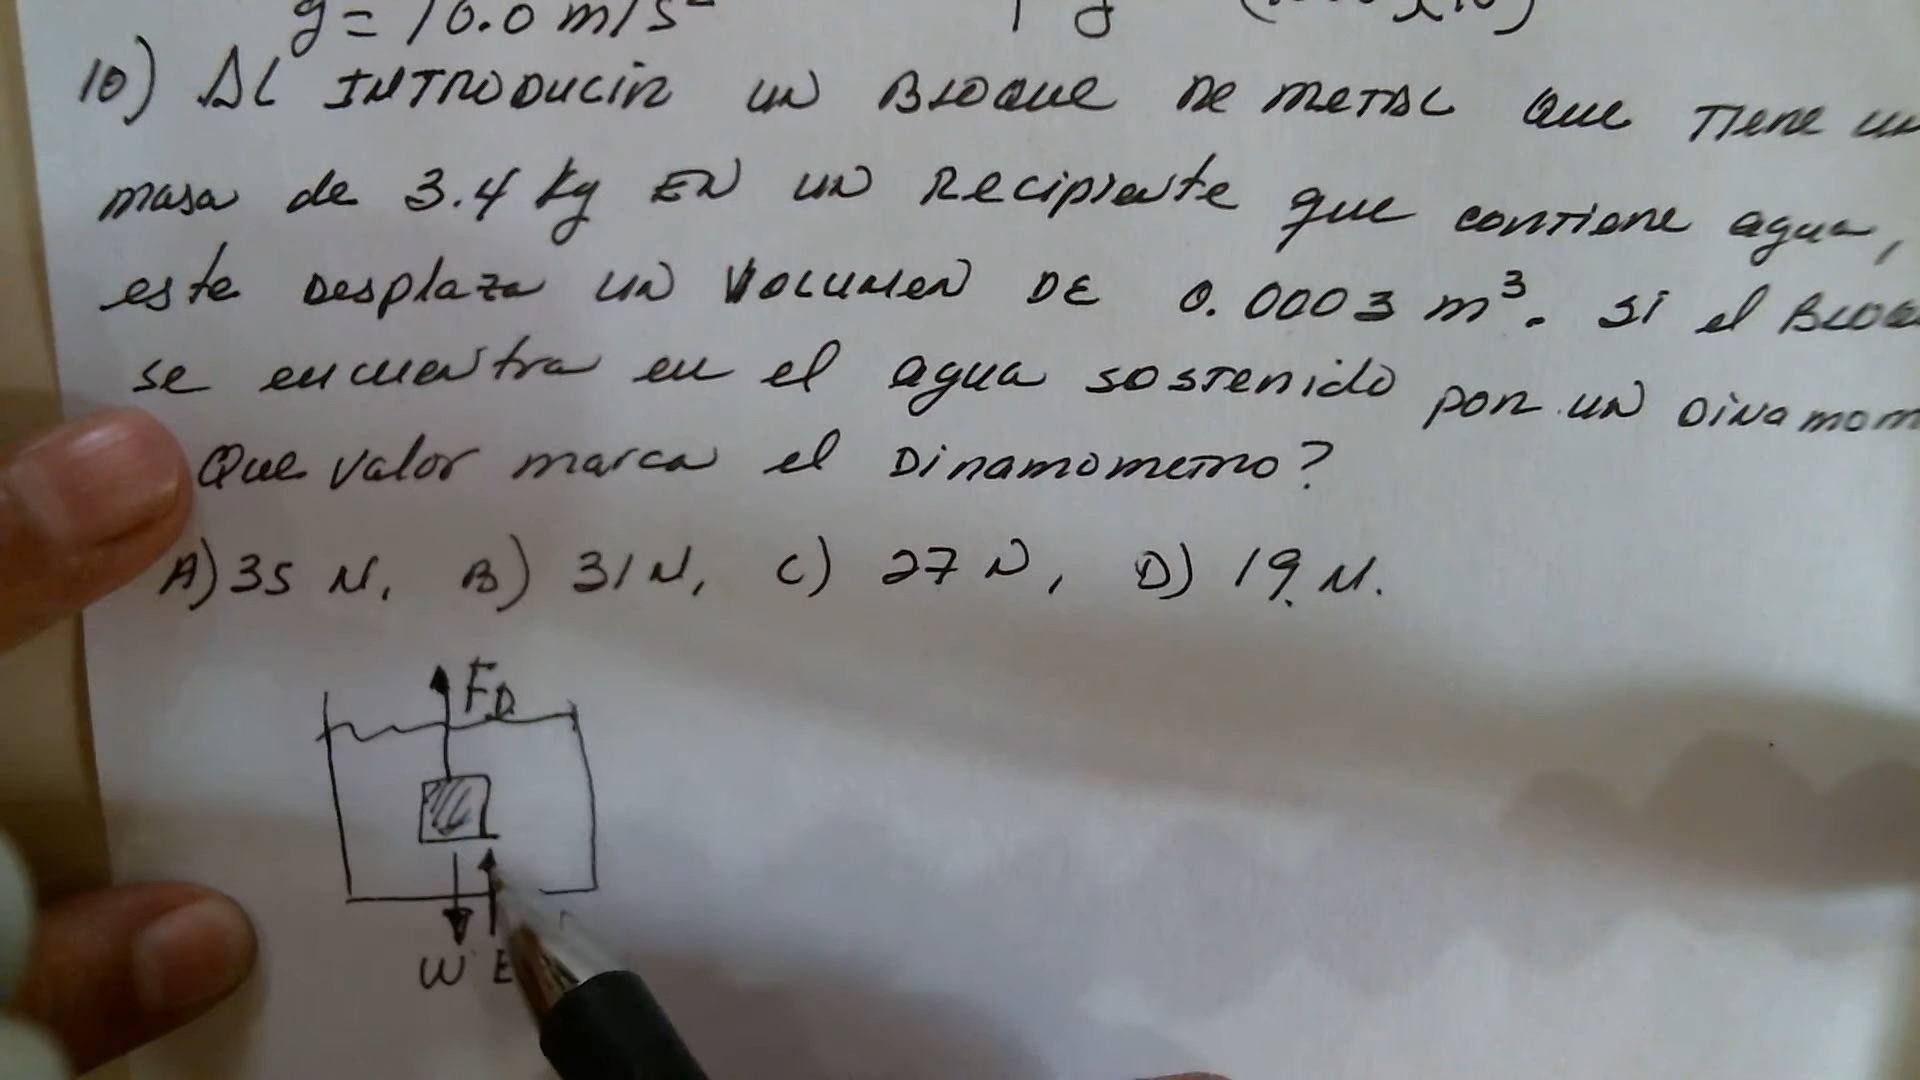 g = 10.0 m/s²
10) AL INTRODUCIR un BLOQUE DE METAL que TIENE un
masa de 3.4 kg EN un Recipiente que contiene agua,
este DESPLAZA un VOLUMEN DE 0.0003 m³. Si el
se encuentra en el agua sostenido por un
Que valor marca el DINAMOMETRO?
A) 35 N, B) 31 N, C) 27 N, D) 19. N.
FD
W E